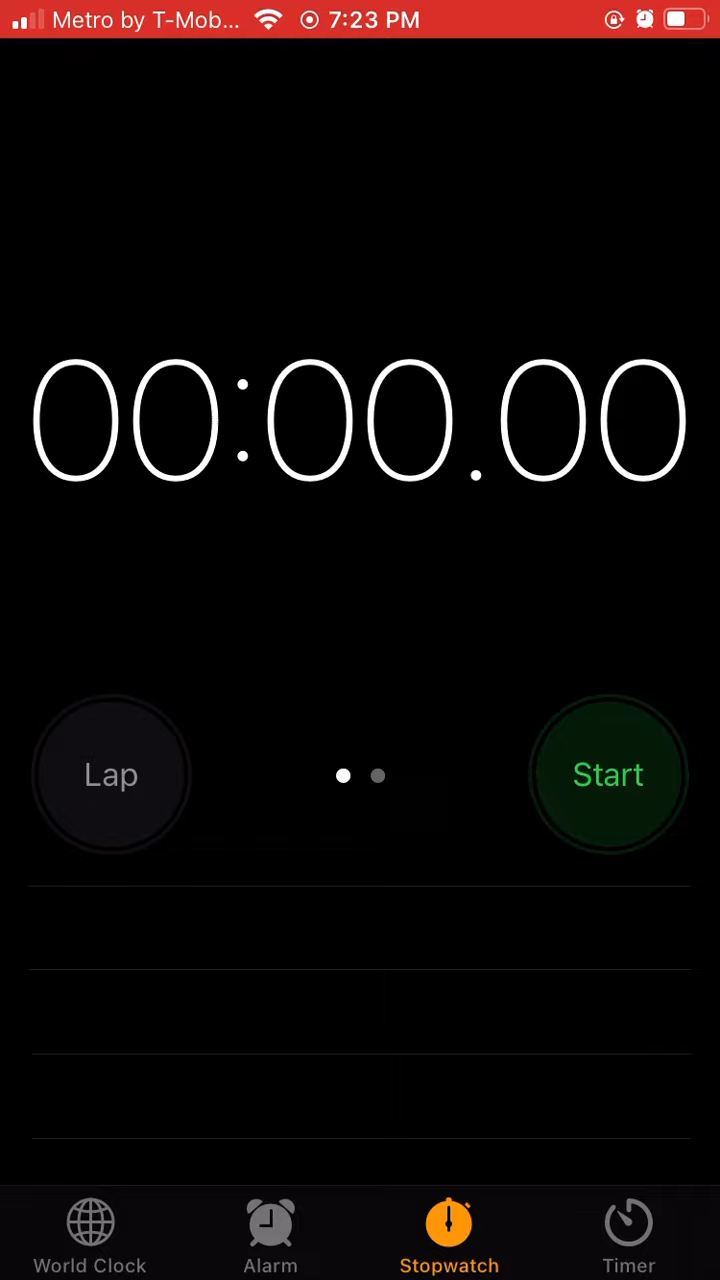 Metro by T-Mob... 7:23 PM
00:00.00
Lap Start
World Clock Alarm Stopwatch Timer